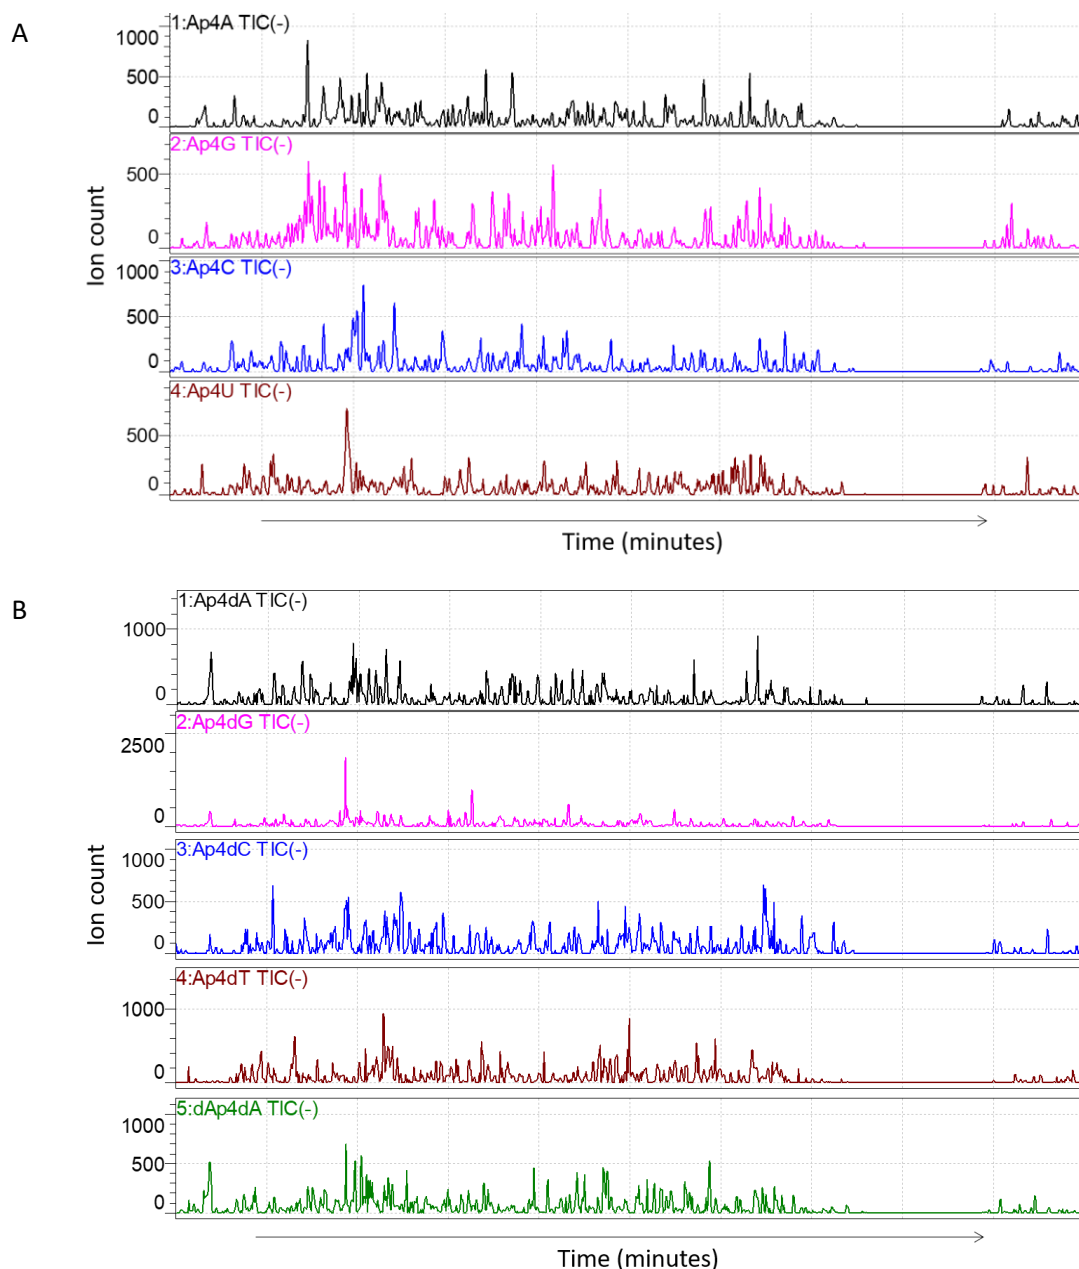 A
Ion count
1:Ap4A TIC(-)
1000
500
0
2:Ap4G TIC(-)
500
0
3:Ap4C TIC(-)
1000
500
0
4:Ap4U TIC(-)
500
0
Time (minutes)
B
Ion count
1:Ap4dA TIC(-)
1000
0
2:Ap4dG TIC(-)
2500
0
3:Ap4dC TIC(-)
1000
500
0
4:Ap4dT TIC(-)
1000
0
5:dAp4dA TIC(-)
1000
500
0
Time (minutes)